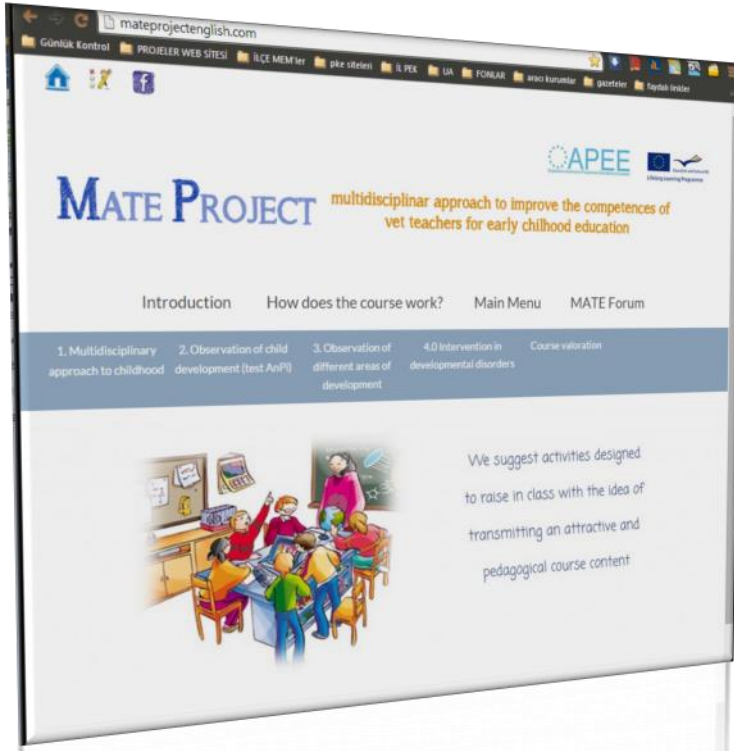 mateprojectenglish.com
Günlük Kontrol PROJELER WEB SİTESİ İLÇE MEM'ler pke siteleri İL PEK UA FONLAR aracı kurumlar gazeteler faydalı linkler
APEE
Lifelong Learning Programme
MATE PROJECT
multidisciplinar approach to improve the competences of
vet teachers for early chilhood education
Introduction How does the course work? Main Menu MATE Forum
1. Multidisciplinary
approach to childhood
2. Observation of child
development (test AnPi)
3. Observation of
different areas of
development
4.0 Intervention in
developmental disorders
Course valoration
We suggest activities designed
to raise in class with the idea of
transmitting an attractive and
pedagogical course content